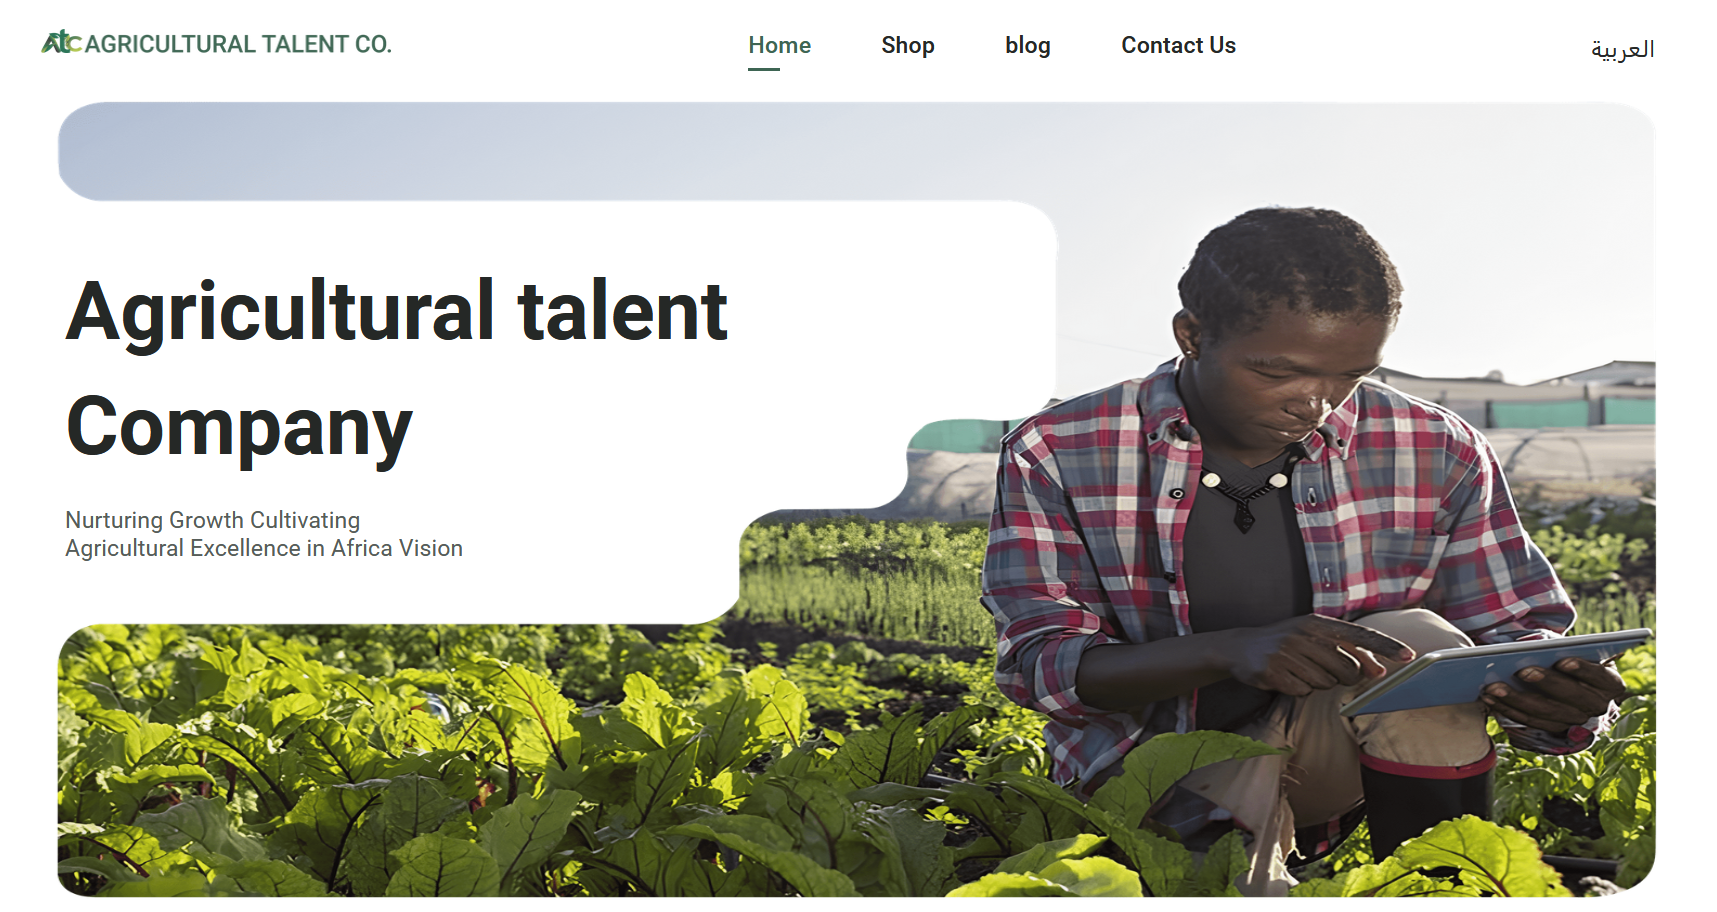 Atc AGRICULTURAL TALENT CO.
Home
Shop
blog
Contact Us
العربية
Agricultural talent
Company
Nurturing Growth Cultivating
Agricultural Excellence in Africa Vision